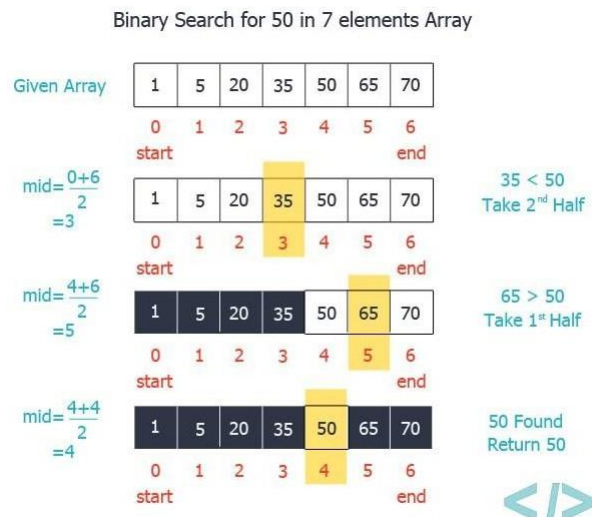 Binary Search for 50 in 7 elements Array
Given Array 1 5 20 35 50 65 70
0 1 2 3 4 5 6
start end
mid= 0+6
2
=3
1 5 20 35 50 65 70
35 < 50
Take 2nd Half
0 1 2 3 4 5 6
start end
mid= 4+6
2
=5
1 5 20 35 50 65 70
65 > 50
Take 1st Half
0 1 2 3 4 5 6
start end
mid= 4+4
2
=4
1 5 20 35 50 65 70
50 Found
Return 50
0 1 2 3 4 5 6
start end
</>